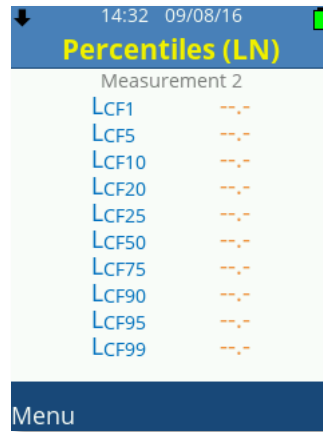 14:32 09/08/16
Percentiles (LN)
Measurement 2
LCF1 --.-
LCF5 --.-
LCF10 --.-
LCF20 --.-
LCF25 --.-
LCF50 --.-
LCF75 --.-
LCF90 --.-
LCF95 --.-
LCF99 --.-
Menu